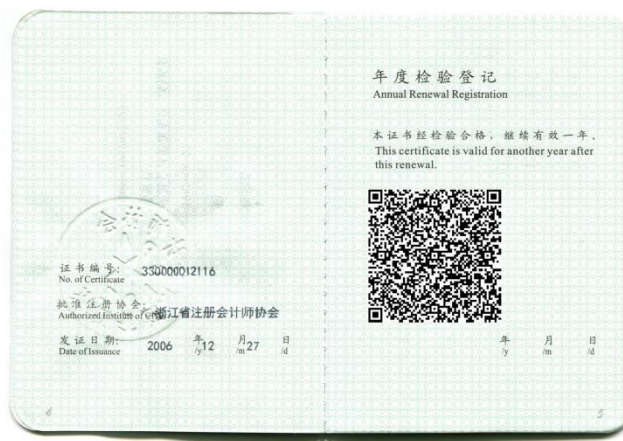 证书编号:
No. of Certificate
330000012116
批准注册协会:
Authorized Institute of CPAs
浙江省注册会计师协会
发证日期:
Date of Issuance
2006 年 12 月 27 日
/y /m /d
6
年度检验登记
Annual Renewal Registration
本证书经检验合格，继续有效一年。
This certificate is valid for another year after
this renewal.
年 月 日
/y /m /d
5